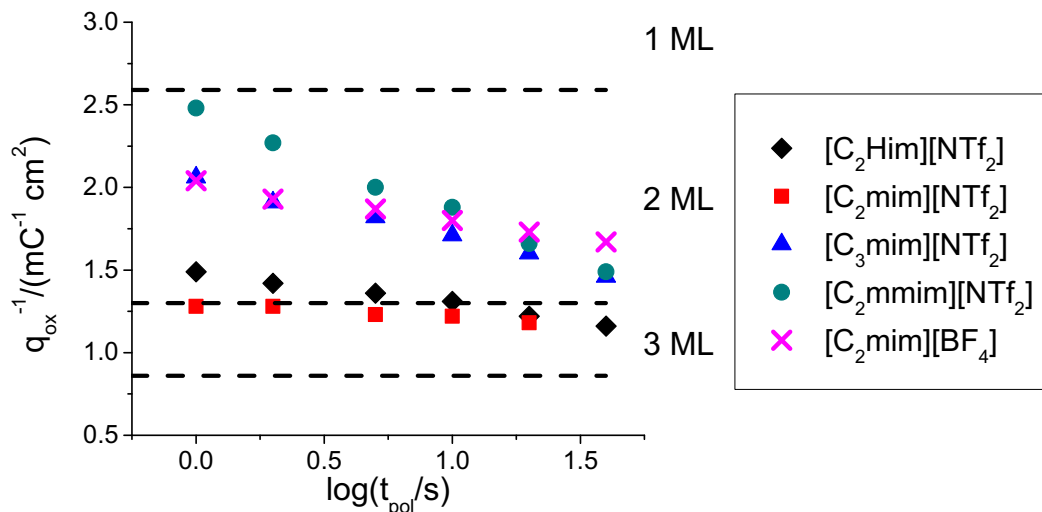 3.0
2.5
2.0
1.5
1.0
0.5
q_ox^-1/(mC^-1 cm^2)
0.0
0.5
1.0
1.5
log(t_pol/s)
1 ML
2 ML
3 ML
[C₂Him][NTf₂]
[C₂mim][NTf₂]
[C₃mim][NTf₂]
[C₂mmim][NTf₂]
[C₂mim][BF₄]